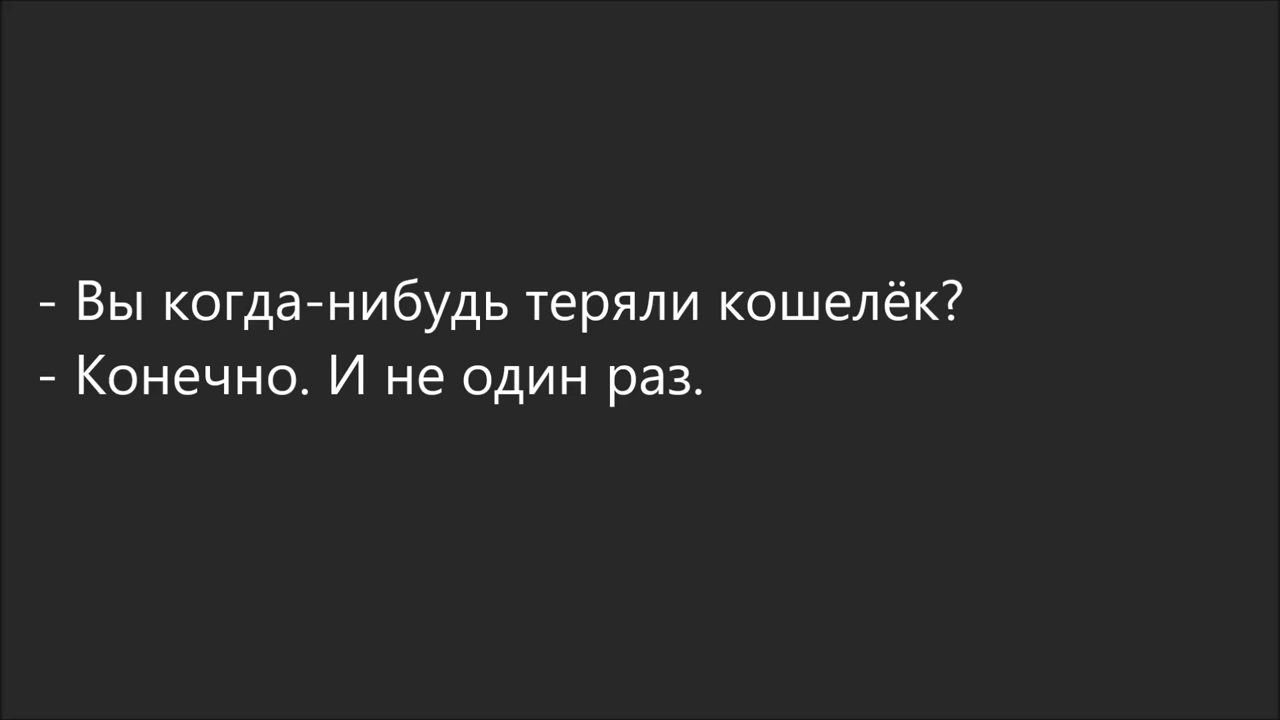 - Вы когда-нибудь теряли кошелёк?
- Конечно. И не один раз.